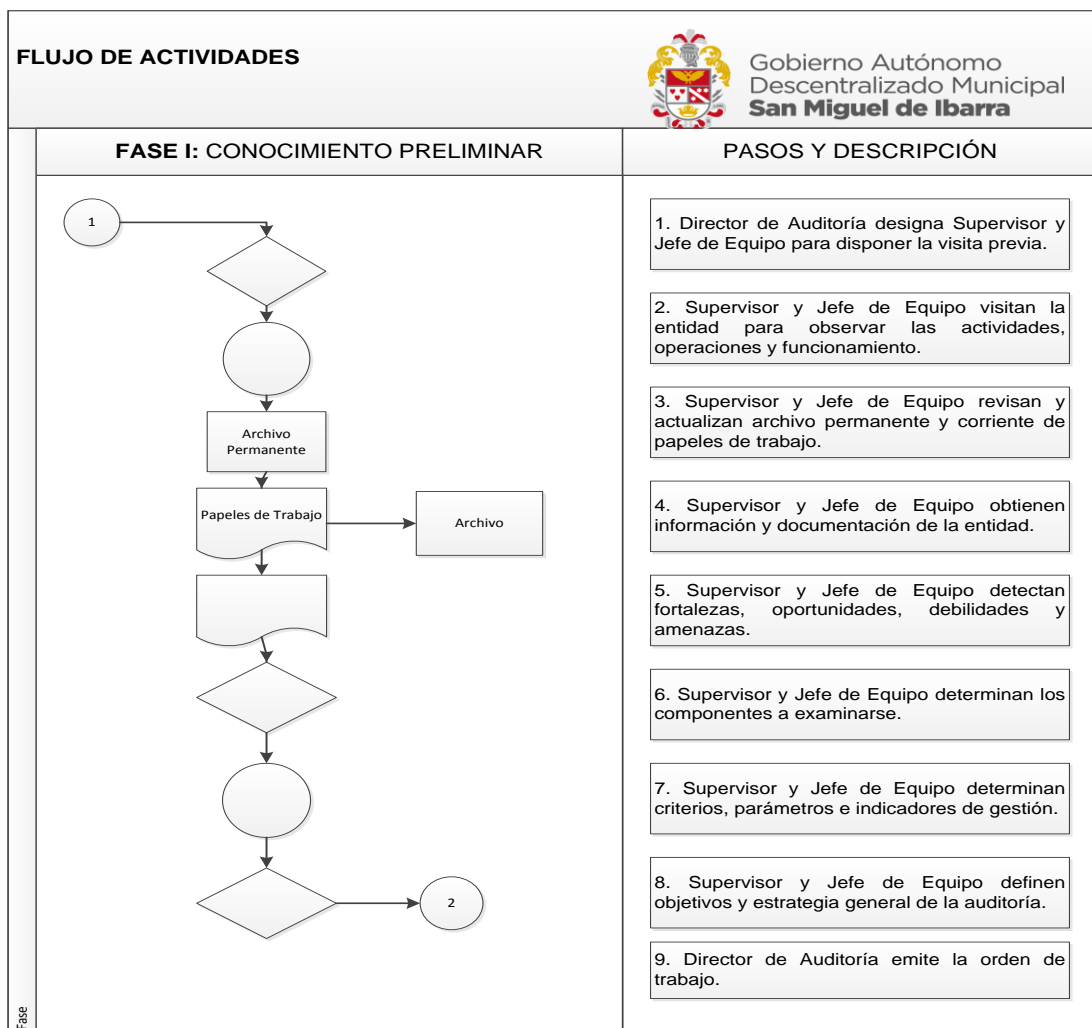 FLUJO DE ACTIVIDADES
Gobierno Autónomo
Descentralizado Municipal
San Miguel de Ibarra
FASE I: CONOCIMIENTO PRELIMINAR
PASOS Y DESCRIPCIÓN
1
Archivo
Permanente
Papeles de Trabajo
Archivo
2
1. Director de Auditoría designa Supervisor y
Jefe de Equipo para disponer la visita previa.
2. Supervisor y Jefe de Equipo visitan la
entidad para observar las actividades,
operaciones y funcionamiento.
3. Supervisor y Jefe de Equipo revisan y
actualizan archivo permanente y corriente de
papeles de trabajo.
4. Supervisor y Jefe de Equipo obtienen
información y documentación de la entidad.
5. Supervisor y Jefe de Equipo detectan
fortalezas, oportunidades, debilidades y
amenazas.
6. Supervisor y Jefe de Equipo determinan los
componentes a examinarse.
7. Supervisor y Jefe de Equipo determinan
criterios, parámetros e indicadores de gestión.
8. Supervisor y Jefe de Equipo definen
objetivos y estrategia general de la auditoría.
9. Director de Auditoría emite la orden de
trabajo.
Fase